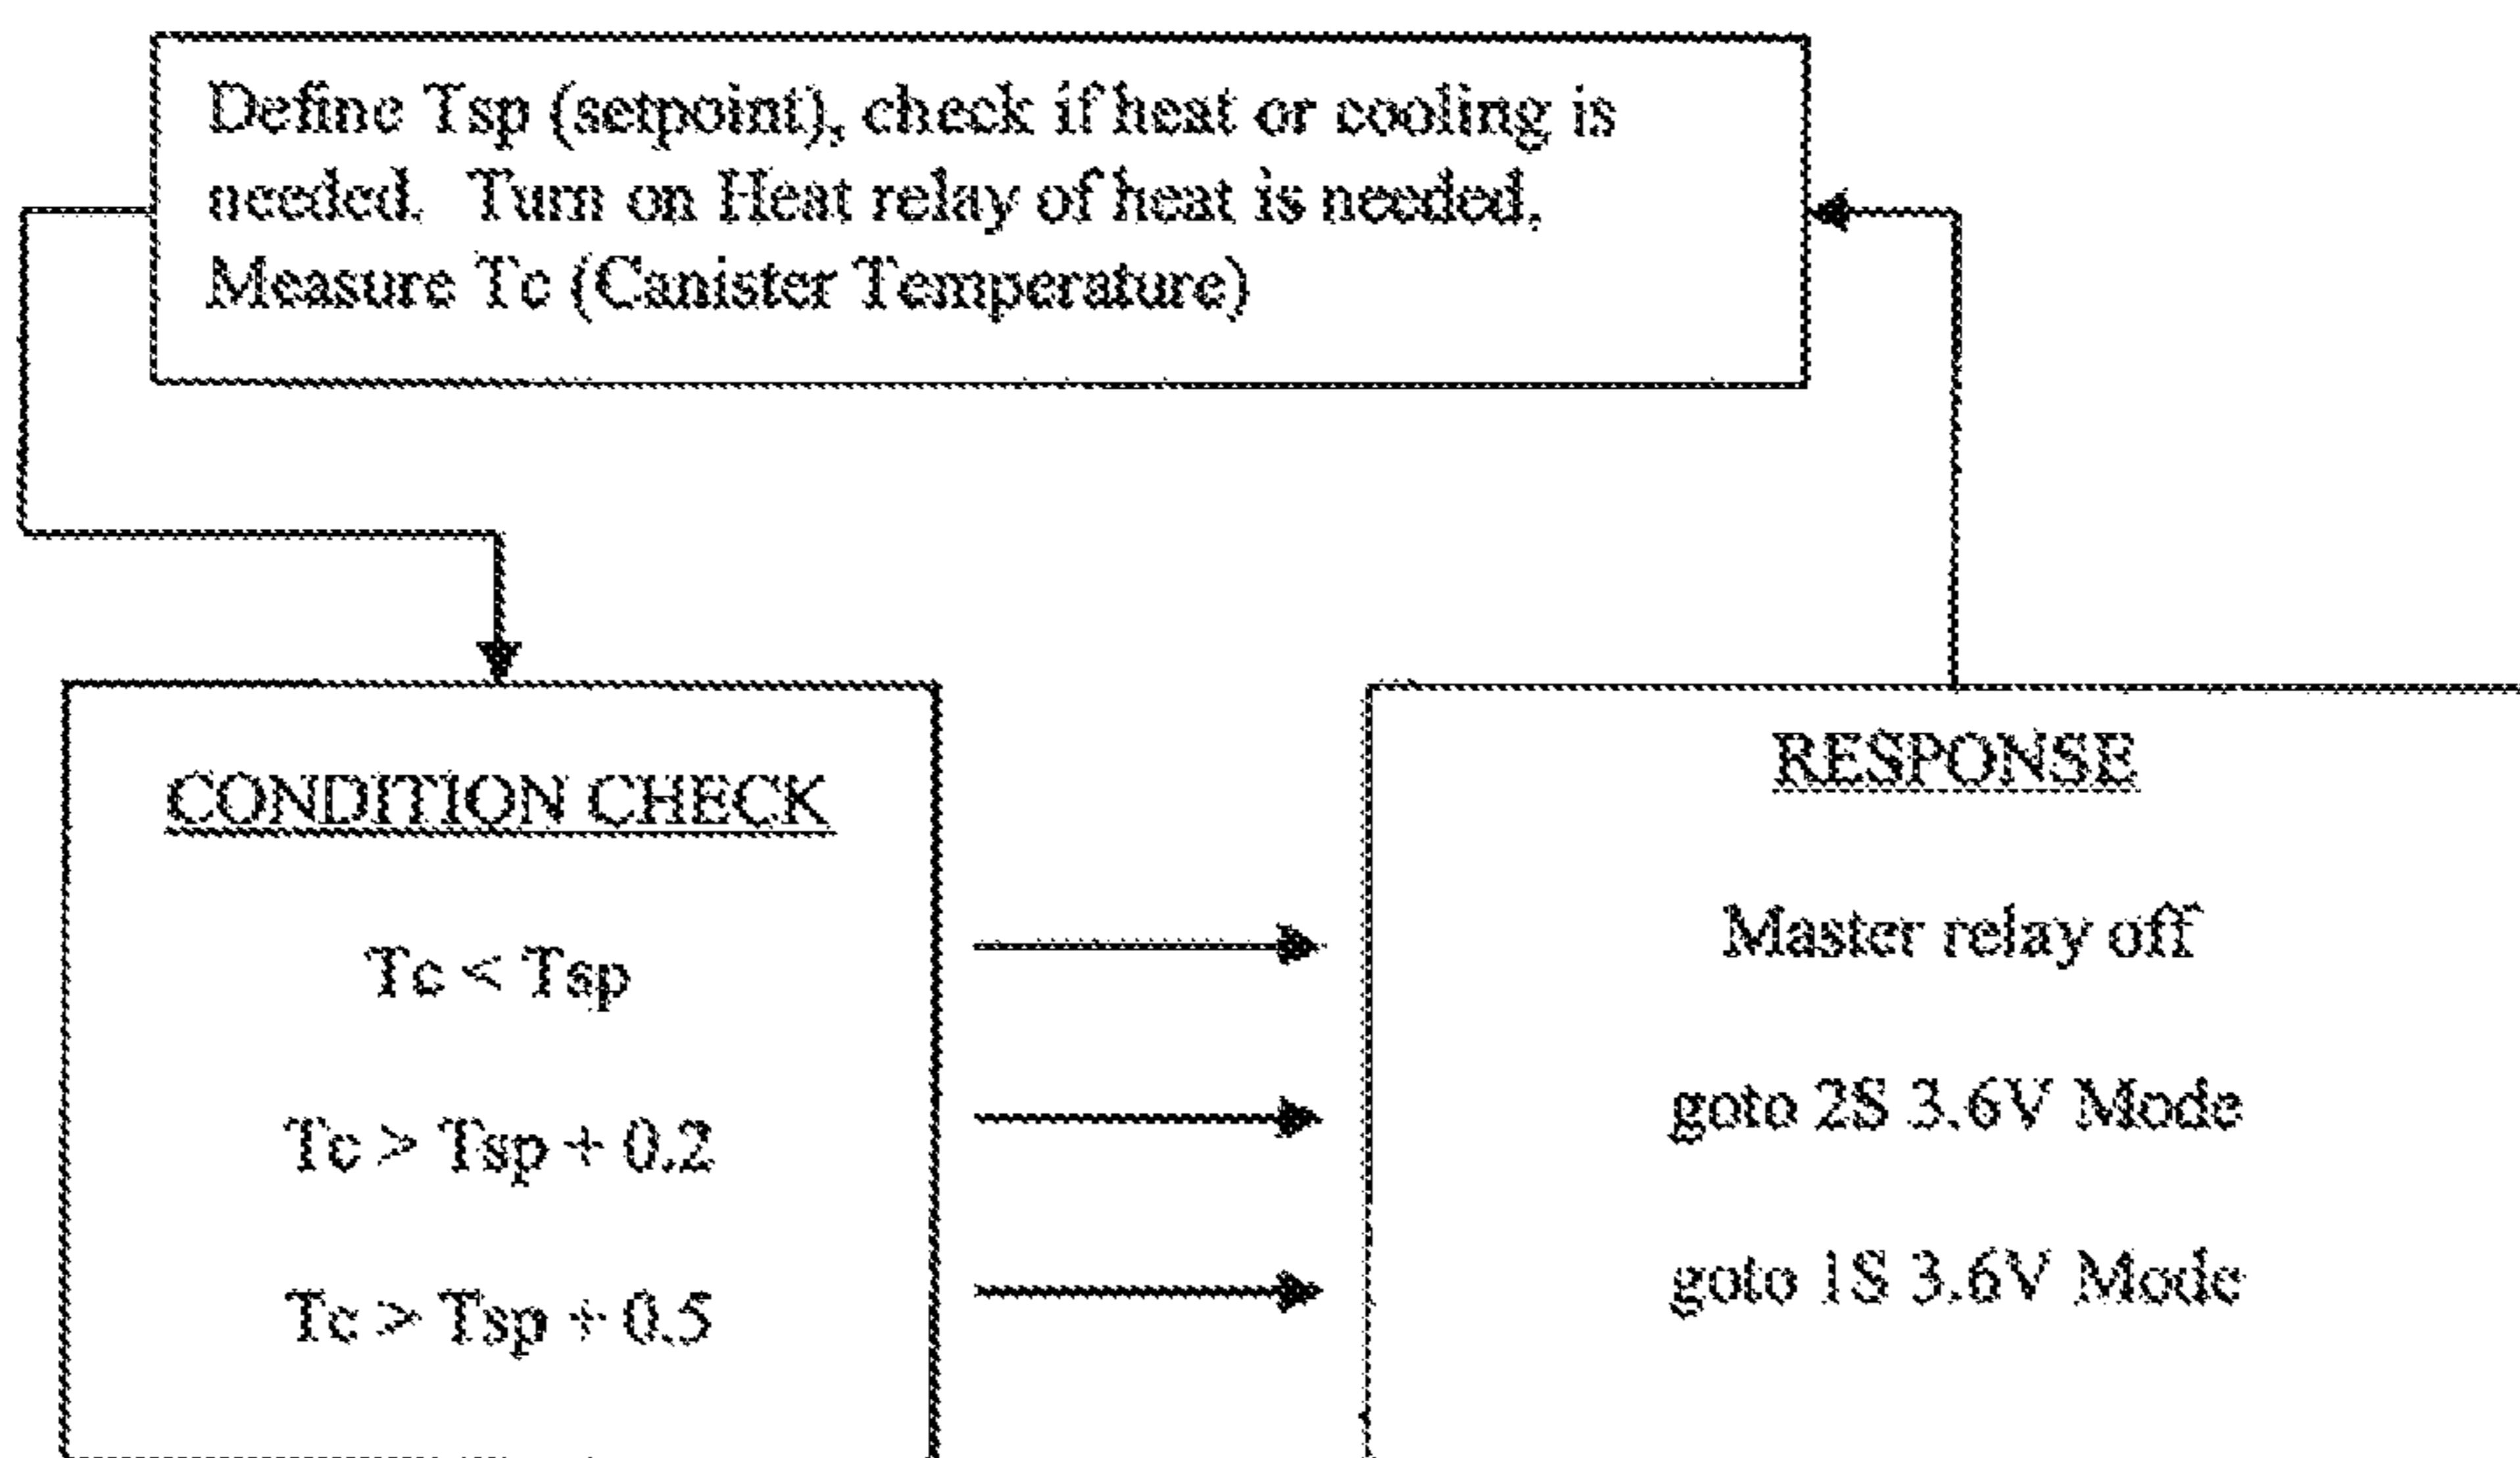 Define Tsp (setpoint), check if heat or cooling is
needed. Turn on Heat relay of heat is needed,
Measure Tc (Canister Temperature)
CONDITION CHECK
Tc < Tsp
Tc > Tsp + 0.2
Tc > Tsp + 0.5
RESPONSE
Master relay off
goto 2S 3.6V Mode
goto 1S 3.6V Mode